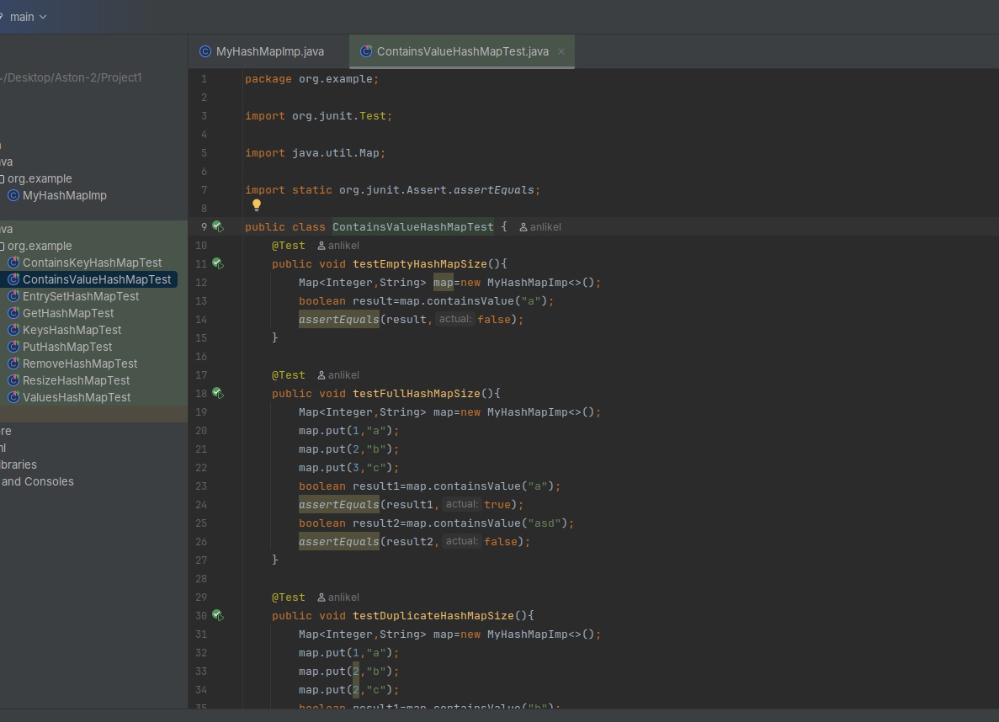 main
~/Desktop/Aston-2/Project1
org.example
MyHashMapImp
org.example
ContainsKeyHashMapTest
ContainsValueHashMapTest
EntrySetHashMapTest
GetHashMapTest
KeysHashMapTest
PutHashMapTest
RemoveHashMapTest
ResizeHashMapTest
ValuesHashMapTest
and Consoles
MyHashMapImp.java
ContainsValueHashMapTest.java
1 package org.example;
2
3 import org.junit.Test;
4
5 import java.util.Map;
6
7 import static org.junit.Assert.assertEquals;
8
9 public class ContainsValueHashMapTest { anlikel
10 @Test anlikel
11 public void testEmptyHashMapSize(){
12 Map<Integer,String> map=new MyHashMapImp<>();
13 boolean result=map.containsValue("a");
14 assertEquals(result, actual: false);
15 }
16
17 @Test anlikel
18 public void testFullHashMapSize(){
19 Map<Integer,String> map=new MyHashMapImp<>();
20 map.put(1,"a");
21 map.put(2,"b");
22 map.put(3,"c");
23 boolean result1=map.containsValue("a");
24 assertEquals(result1, actual: true);
25 boolean result2=map.containsValue("asd");
26 assertEquals(result2, actual: false);
27 }
28
29 @Test anlikel
30 public void testDuplicateHashMapSize(){
31 Map<Integer,String> map=new MyHashMapImp<>();
32 map.put(1,"a");
33 map.put(2,"b");
34 map.put(2,"c");
35 boolean result1=map.containsValue("b");